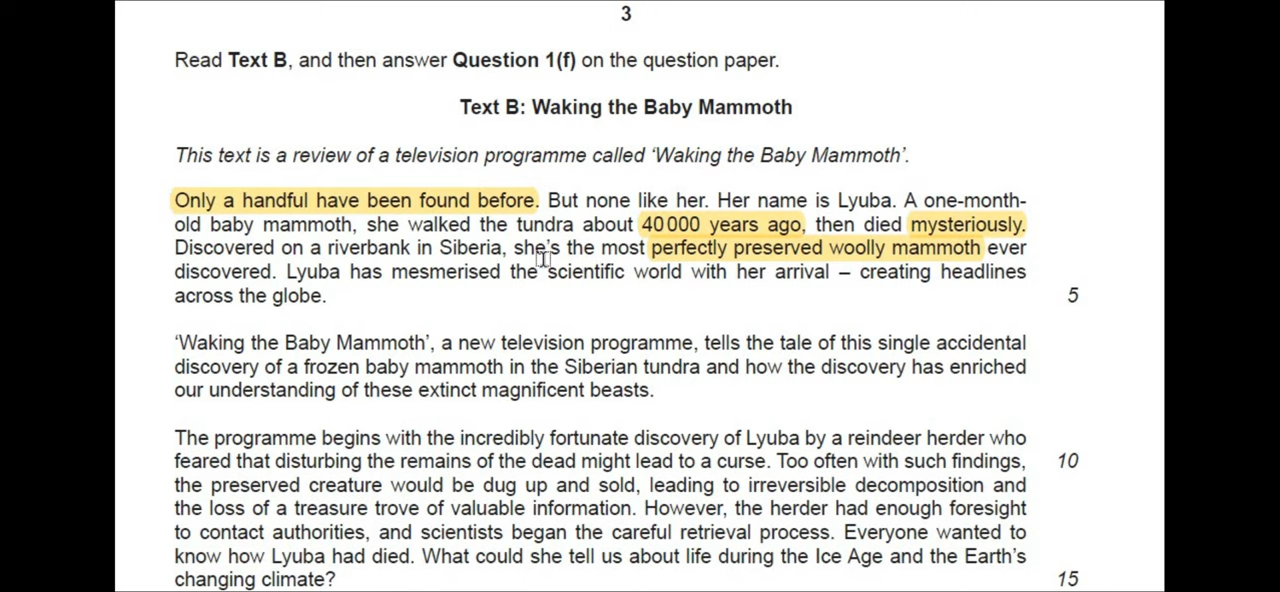 3
Read Text B, and then answer Question 1(f) on the question paper.
Text B: Waking the Baby Mammoth
This text is a review of a television programme called ‘Waking the Baby Mammoth’.
Only a handful have been found before. But none like her. Her name is Lyuba. A one-month-
old baby mammoth, she walked the tundra about 40 000 years ago, then died mysteriously.
Discovered on a riverbank in Siberia, she’s the most perfectly preserved woolly mammoth ever
discovered. Lyuba has mesmerised the scientific world with her arrival – creating headlines
across the globe. 5
‘Waking the Baby Mammoth’, a new television programme, tells the tale of this single accidental
discovery of a frozen baby mammoth in the Siberian tundra and how the discovery has enriched
our understanding of these extinct magnificent beasts.
The programme begins with the incredibly fortunate discovery of Lyuba by a reindeer herder who
feared that disturbing the remains of the dead might lead to a curse. Too often with such findings, 10
the preserved creature would be dug up and sold, leading to irreversible decomposition and
the loss of a treasure trove of valuable information. However, the herder had enough foresight
to contact authorities, and scientists began the careful retrieval process. Everyone wanted to
know how Lyuba had died. What could she tell us about life during the Ice Age and the Earth’s
changing climate? 15